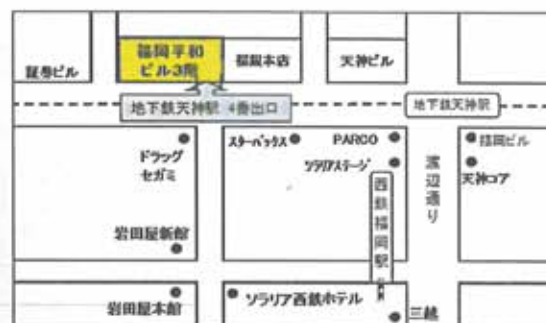 福岡平和
ビル3階
証券ビル
福銀本店
天神ビル
地下鉄天神駅 4番出口
地下鉄天神駅
スターバックス
PARCO
福岡ビル
ドラッグ
セガミ
ソラリアステージ
天神コア
渡辺通り
西鉄福岡駅
岩田屋新館
岩田屋本館
ソラリア西鉄ホテル
三越